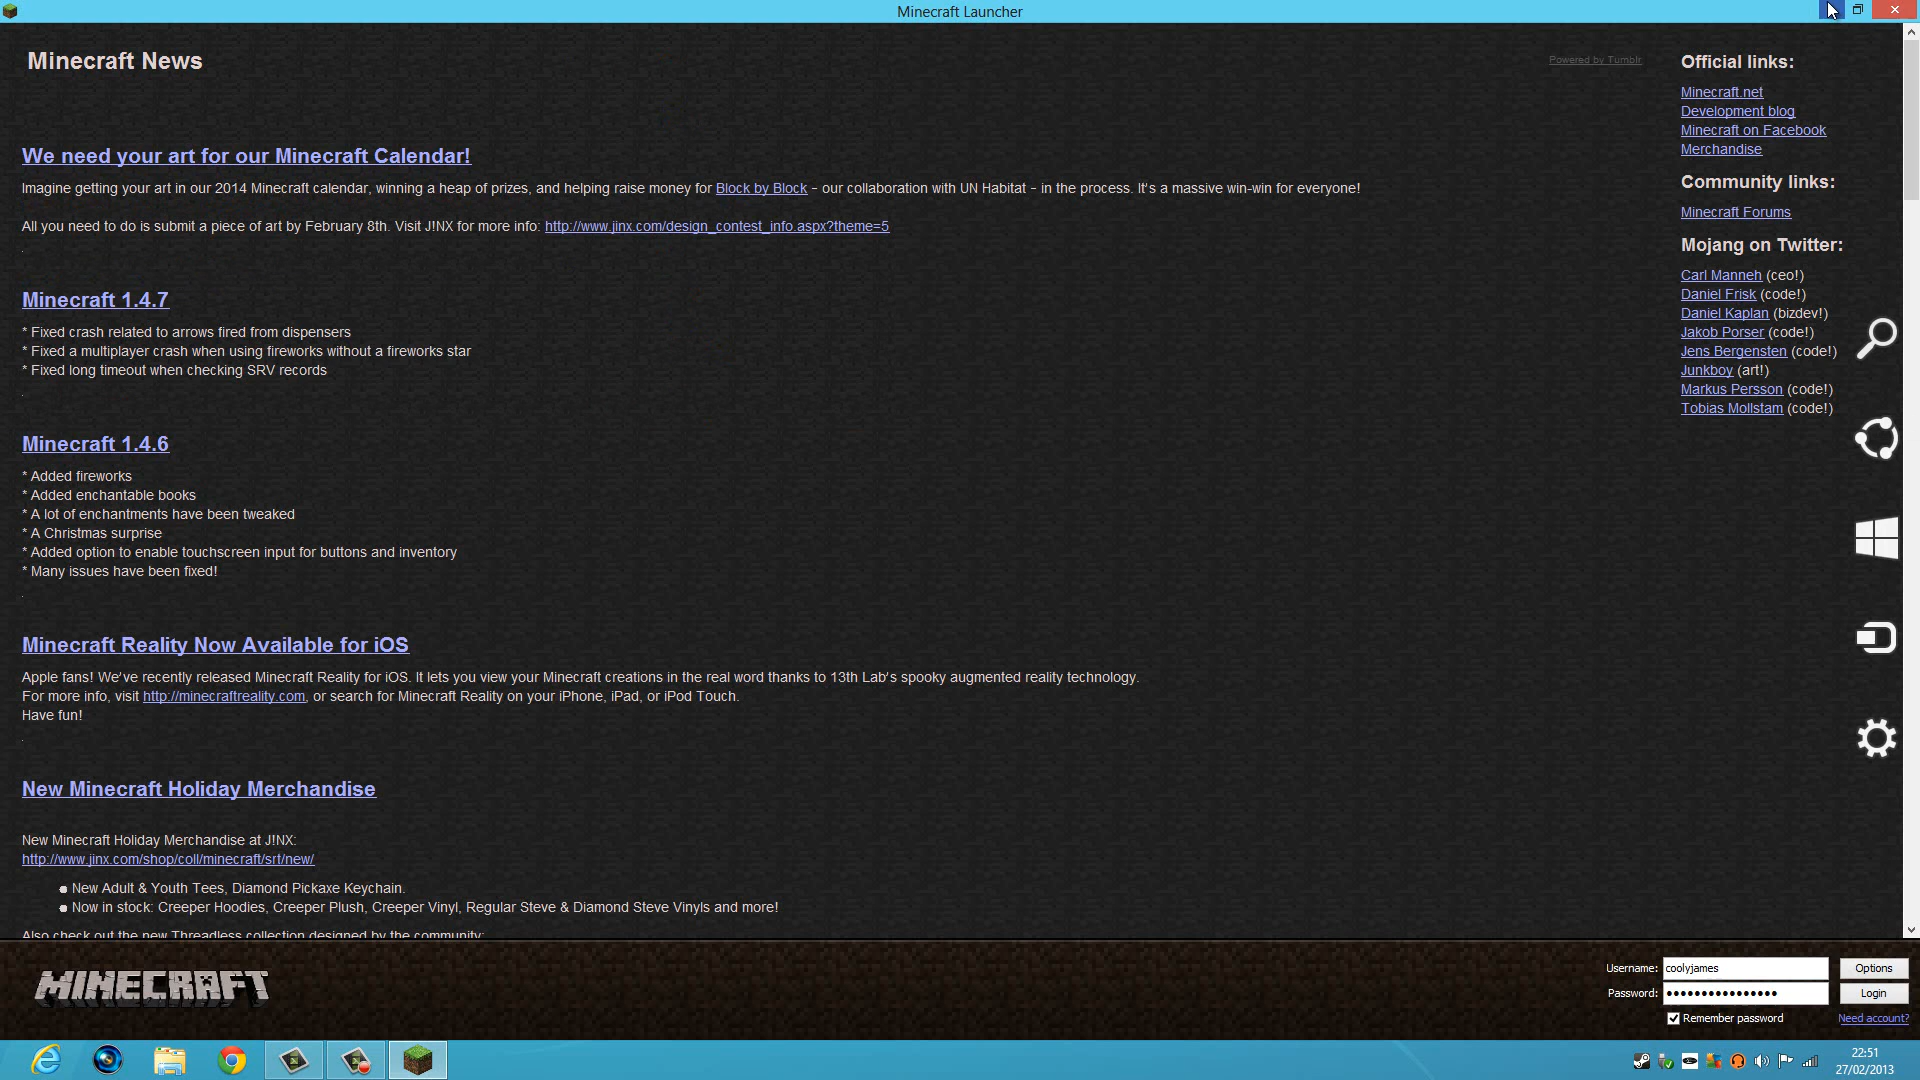 Minecraft Launcher
Minecraft News
Powered by Tumblr
We need your art for our Minecraft Calendar!
Imagine getting your art in our 2014 Minecraft calendar, winning a heap of prizes, and helping raise money for Block by Block – our collaboration with UN Habitat – in the process. It's a massive win-win for everyone!
All you need to do is submit a piece of art by February 8th. Visit J!NX for more info: http://www.jinx.com/design_contest_info.aspx?theme=5
Minecraft 1.4.7
* Fixed crash related to arrows fired from dispensers
* Fixed a multiplayer crash when using fireworks without a fireworks star
* Fixed long timeout when checking SRV records
Minecraft 1.4.6
* Added fireworks
* Added enchantable books
* A lot of enchantments have been tweaked
* A Christmas surprise
* Added option to enable touchscreen input for buttons and inventory
* Many issues have been fixed!
Minecraft Reality Now Available for iOS
Apple fans! We've recently released Minecraft Reality for iOS. It lets you view your Minecraft creations in the real word thanks to 13th Lab's spooky augmented reality technology.
For more info, visit http://minecraftreality.com, or search for Minecraft Reality on your iPhone, iPad, or iPod Touch.
Have fun!
New Minecraft Holiday Merchandise
New Minecraft Holiday Merchandise at J!NX:
http://www.jinx.com/shop/coll/minecraft/srt/new/
● New Adult & Youth Tees, Diamond Pickaxe Keychain.
● Now in stock: Creeper Hoodies, Creeper Plush, Creeper Vinyl, Regular Steve & Diamond Steve Vinyls and more!
Also check out the new Threadless collection designed by the community:
Official links:
Minecraft.net
Development blog
Minecraft on Facebook
Merchandise
Community links:
Minecraft Forums
Mojang on Twitter:
Carl Manneh (ceo!)
Daniel Frisk (code!)
Daniel Kaplan (bizdev!)
Jakob Porser (code!)
Jens Bergensten (code!)
Junkboy (art!)
Markus Persson (code!)
Tobias Mollstam (code!)
MINECRAFT
Username: coolyjames
Options
Password: ••••••••••••••••
Login
Remember password
Need account?
22:51
27/02/2013